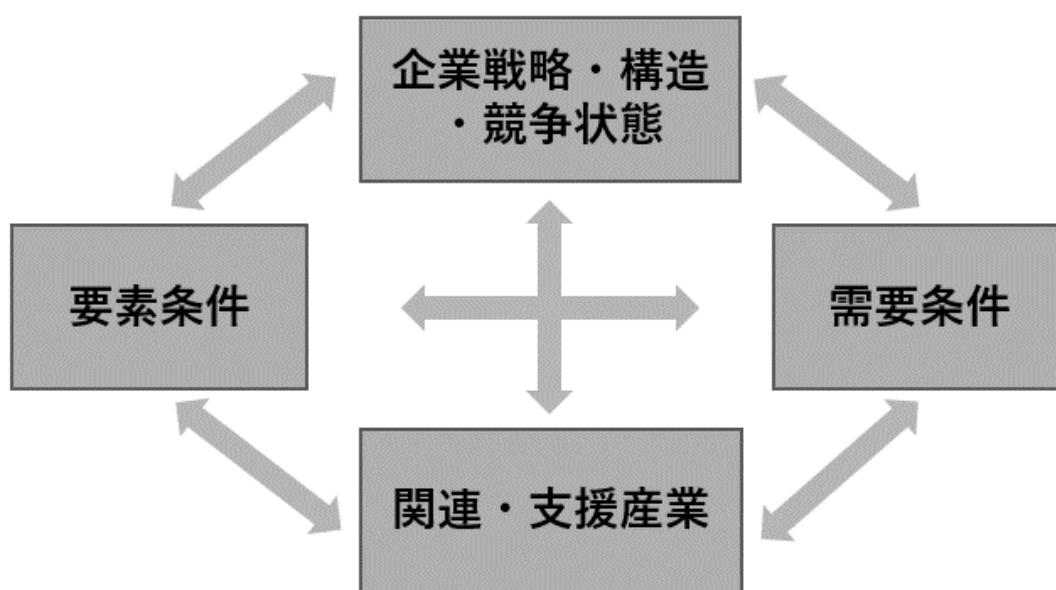 企業戦略・構造
・競争状態
要素条件
需要条件
関連・支援産業